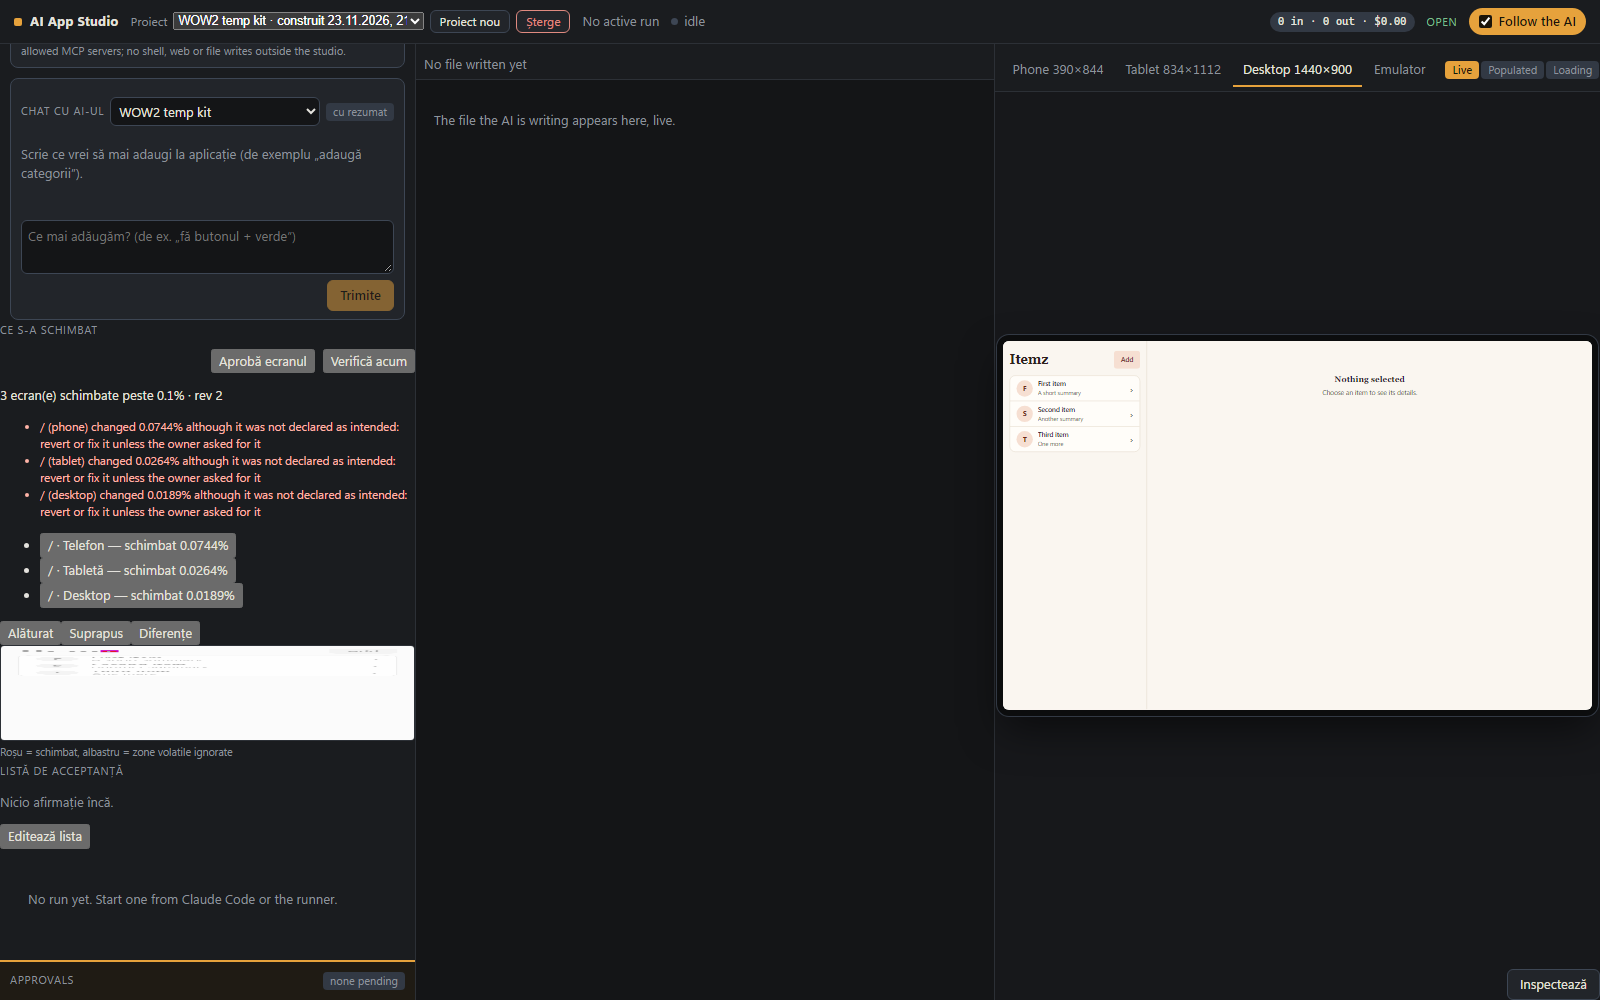 AI App Studio Project WOW2 temp kit · construit 23.11.2026, 21 Proiect nou Șterge No active run idle 0 in · 0 out · $0.00 OPEN Follow the AI
allowed MCP servers; no shell, web or file writes outside the studio.
CHAT CU AI-UL WOW2 temp kit cu rezumat
Scrie ce vrei să mai adaugi la aplicație (de exemplu „adaugă
categorii”).
Ce mai adăugăm? (de ex. „fă butonul + verde”)
Trimite
CE S-A SCHIMBAT
Aprobă ecranul Verifică acum
3 ecran(e) schimbate peste 0.1% · rev 2
/ (phone) changed 0.0744% although it was not declared as intended:
revert or fix it unless the owner asked for it
/ (tablet) changed 0.0264% although it was not declared as intended:
revert or fix it unless the owner asked for it
/ (desktop) changed 0.0189% although it was not declared as intended:
revert or fix it unless the owner asked for it
/ · Telefon — schimbat 0.0744%
/ · Tabletă — schimbat 0.0264%
/ · Desktop — schimbat 0.0189%
Alăturat Suprapus Diferențe
Roșu = schimbat, albastru = zone volatile ignorate
LISTĂ DE ACCEPTANȚĂ
Nicio afirmație încă.
Editează lista
No run yet. Start one from Claude Code or the runner.
APPROVALS none pending
No file written yet
The file the AI is writing appears here, live.
Phone 390×844 Tablet 834×1112 Desktop 1440×900 Emulator Live Populated Loading
Itemz Add
F First item
A short summary
S Second item
Another summary
T Third item
One more
Nothing selected
Choose an item to see its details.
Inspectează